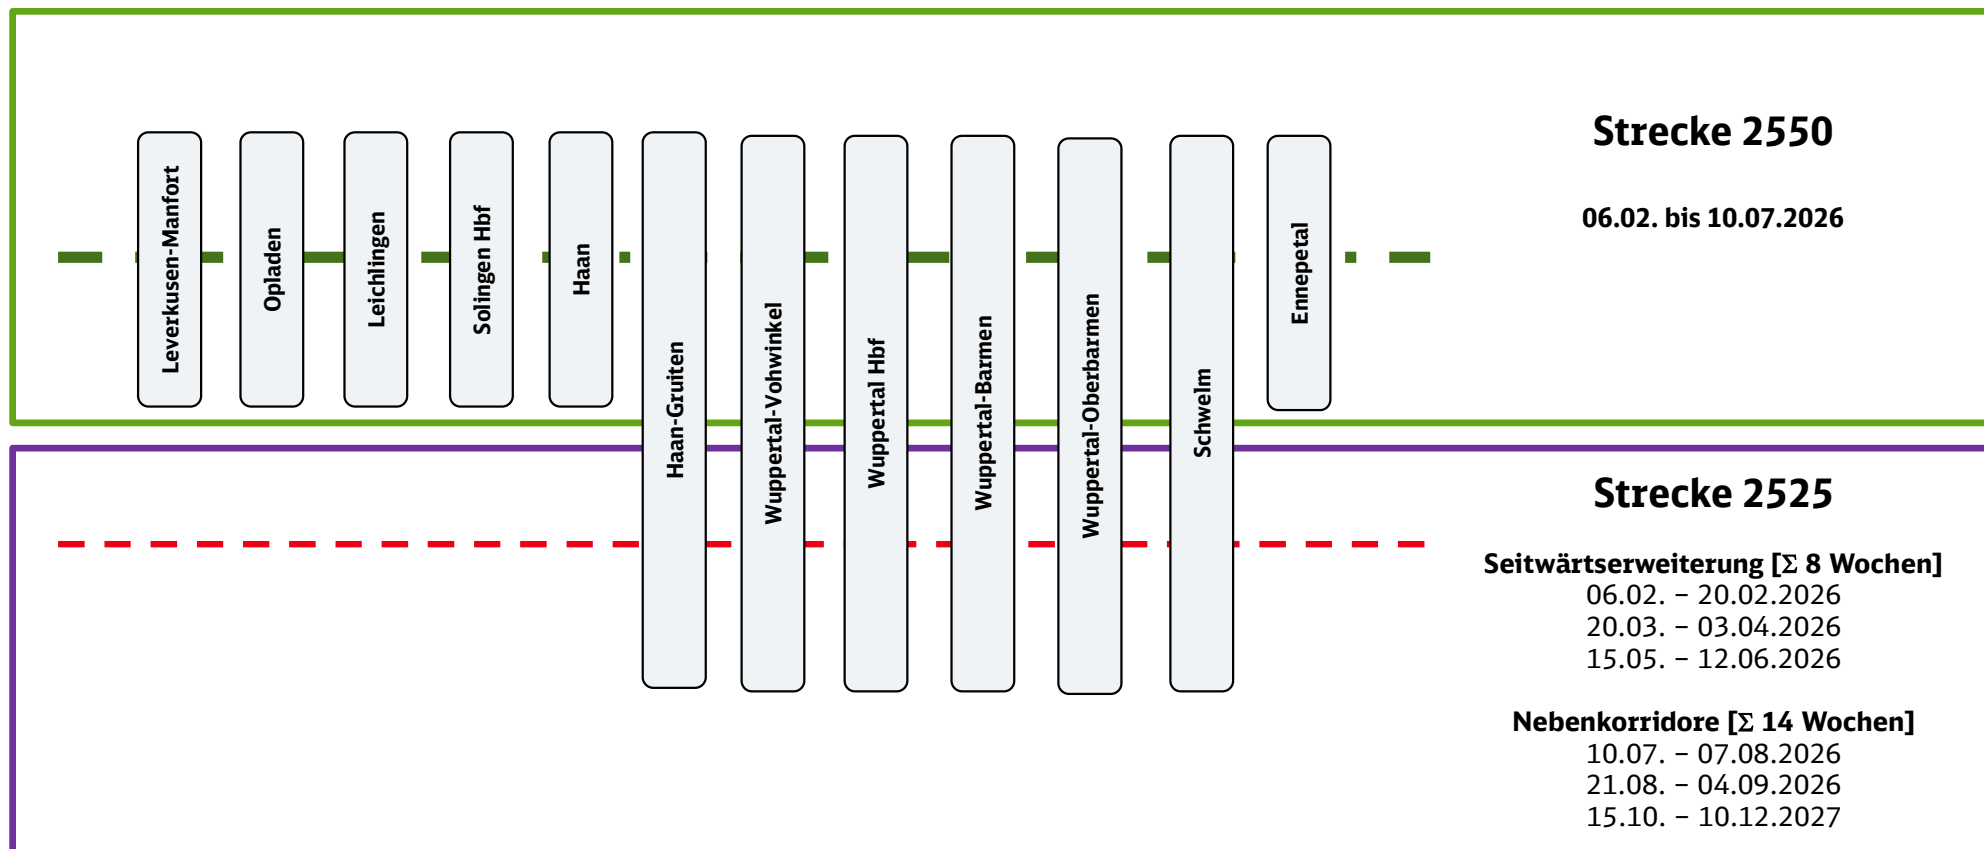 Leverkusen-Manfort
Opladen
Leichlingen
Solingen Hbf
Haan
Haan-Gruiten
Wuppertal-Vohwinkel
Wuppertal Hbf
Wuppertal-Barmen
Wuppertal-Oberbarmen
Schwelm
Ennepetal
Strecke 2550
06.02. bis 10.07.2026
Strecke 2525
Seitwärtserweiterung [Σ 8 Wochen]
06.02. – 20.02.2026
20.03. – 03.04.2026
15.05. – 12.06.2026
Nebenkorridore [Σ 14 Wochen]
10.07. – 07.08.2026
21.08. – 04.09.2026
15.10. – 10.12.2027